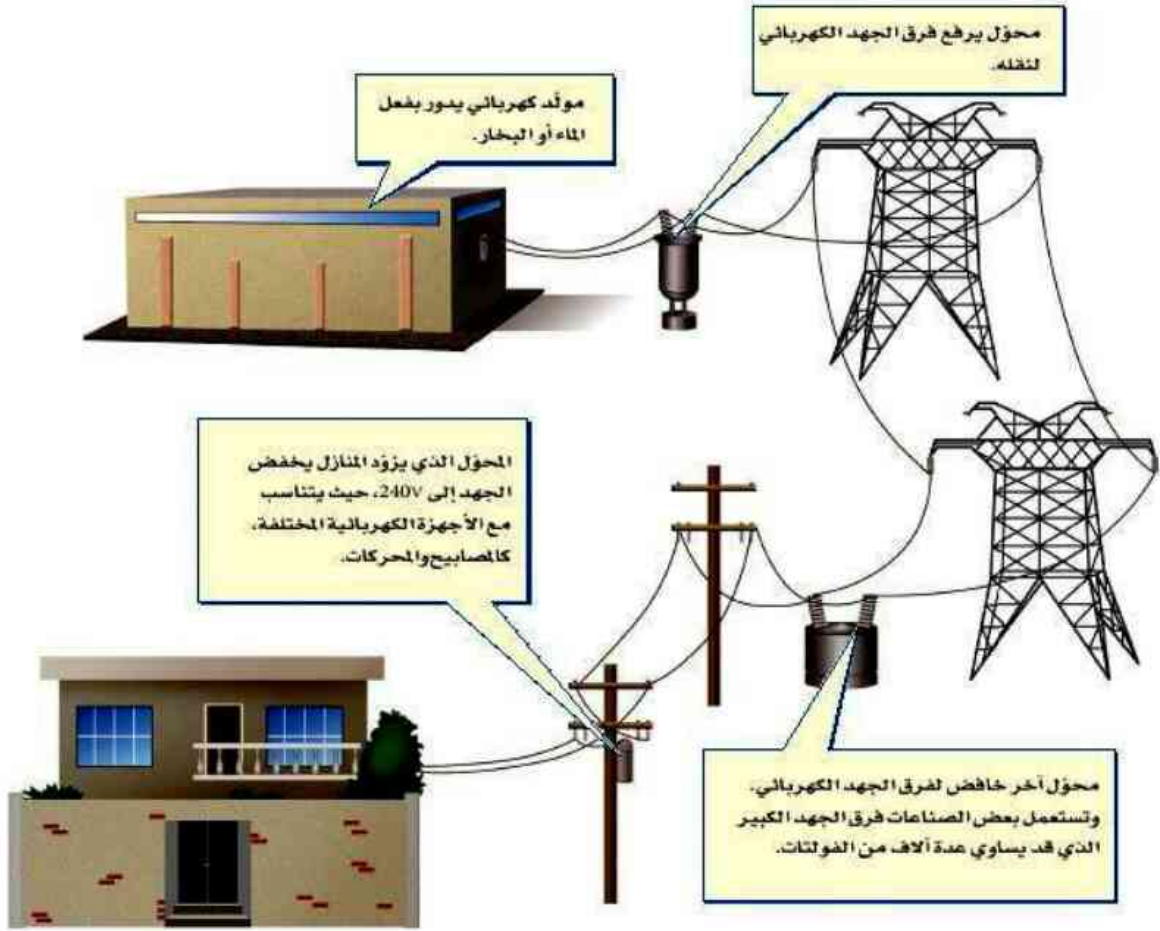 محوّل يرفع فرق الجهد الكهربائي
لنقله.
مولّد كهربائي يدور بفعل
الماء أو البخار.
المحوّل الذي يزوّد المنازل يخفض
الجهد إلى 240V، حيث يتناسب
مع الأجهزة الكهربائية المختلفة،
كالمصابيح والمحركات.
محوّل آخر خافض لفرق الجهد الكهربائي،
وتستعمل بعض الصناعات فرق الجهد الكبير
الذي قد يساوي عدة آلاف من الفولتات.